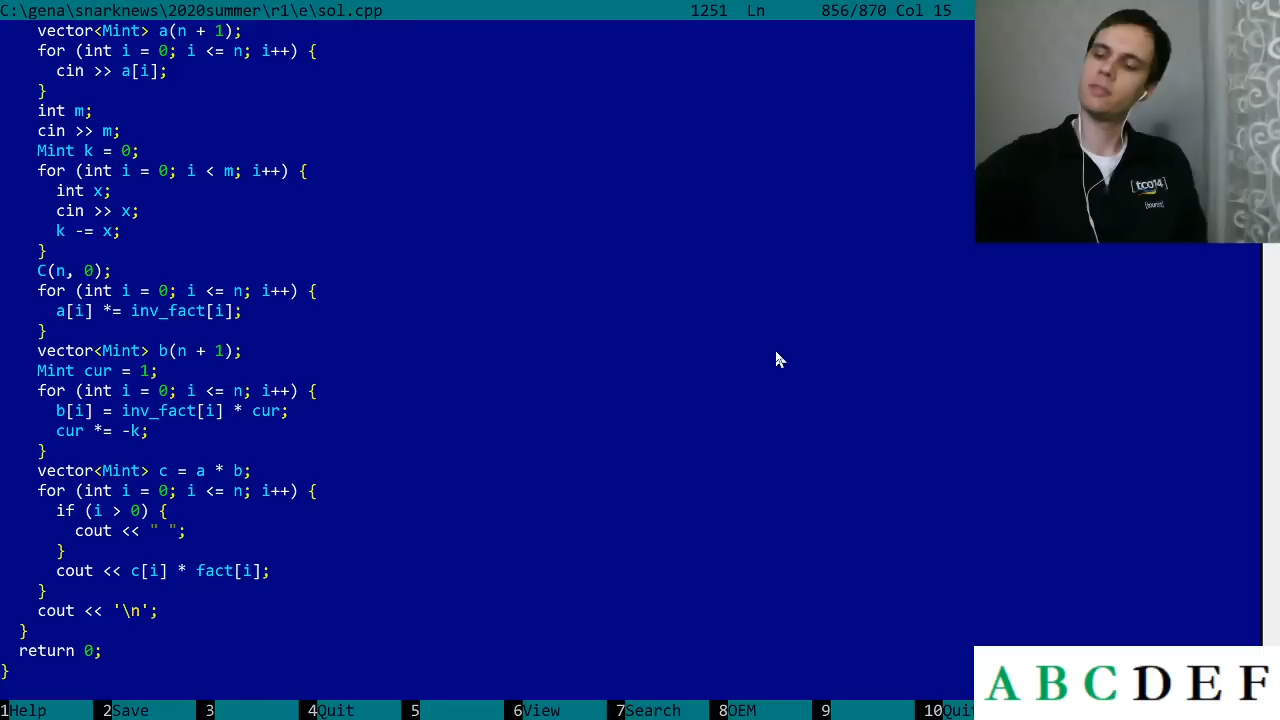 C:\gena\snarknews\2020summer\r1\e\sol.cpp 1251 Ln 856/870 Col 15
vector<Mint> a(n + 1);
for (int i = 0; i <= n; i++) {
cin >> a[i];
}
int m;
cin >> m;
Mint k = 0;
for (int i = 0; i < m; i++) {
int x;
cin >> x;
k -= x;
}
C(n, 0);
for (int i = 0; i <= n; i++) {
a[i] *= inv_fact[i];
}
vector<Mint> b(n + 1);
Mint cur = 1;
for (int i = 0; i <= n; i++) {
b[i] = inv_fact[i] * cur;
cur *= -k;
}
vector<Mint> c = a * b;
for (int i = 0; i <= n; i++) {
if (i > 0) {
cout << " ";
}
cout << c[i] * fact[i];
}
cout << '\n';
}
return 0;
}
1Help 2Save 3 4Quit 5 6View 7Search 8OEM 9 10Quit
[tco14]
[tourist]
A B C D E F